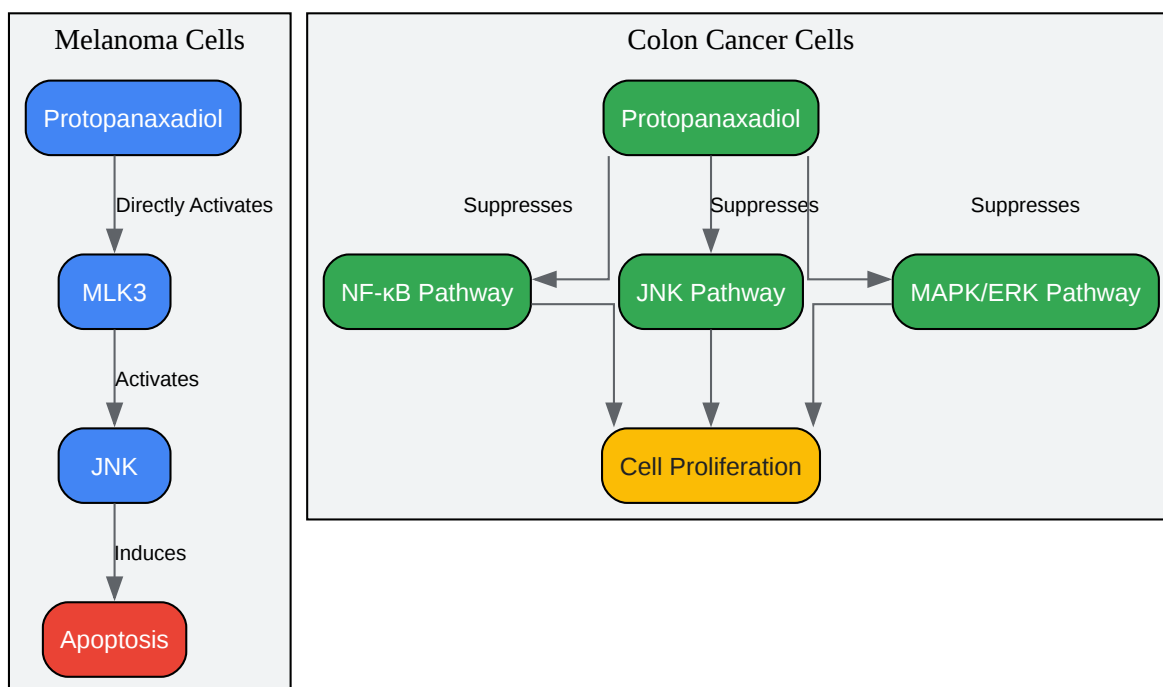 Melanoma Cells
Protopanaxadiol
Directly Activates
MLK3
Activates
JNK
Induces
Apoptosis
Colon Cancer Cells
Protopanaxadiol
Suppresses
Suppresses
Suppresses
NF-κB Pathway
JNK Pathway
MAPK/ERK Pathway
Cell Proliferation